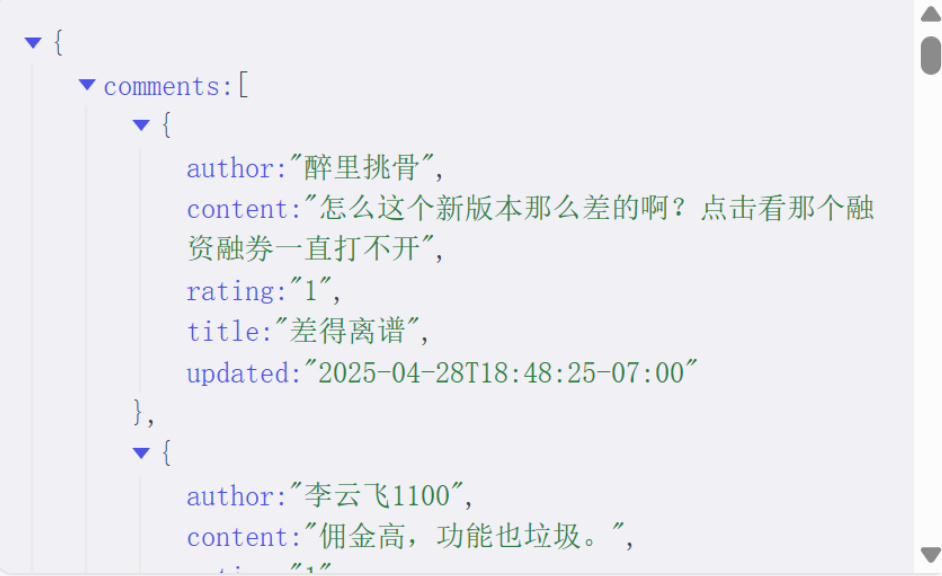 {
comments:[
{
author:"醉里挑骨",
content:"怎么这个新版本那么差的啊？点击看那个融
资融券一直打不开",
rating:"1",
title:"差得离谱",
updated:"2025-04-28T18:48:25-07:00"
},
{
author:"李云飞1100",
content:"佣金高，功能也垃圾。",